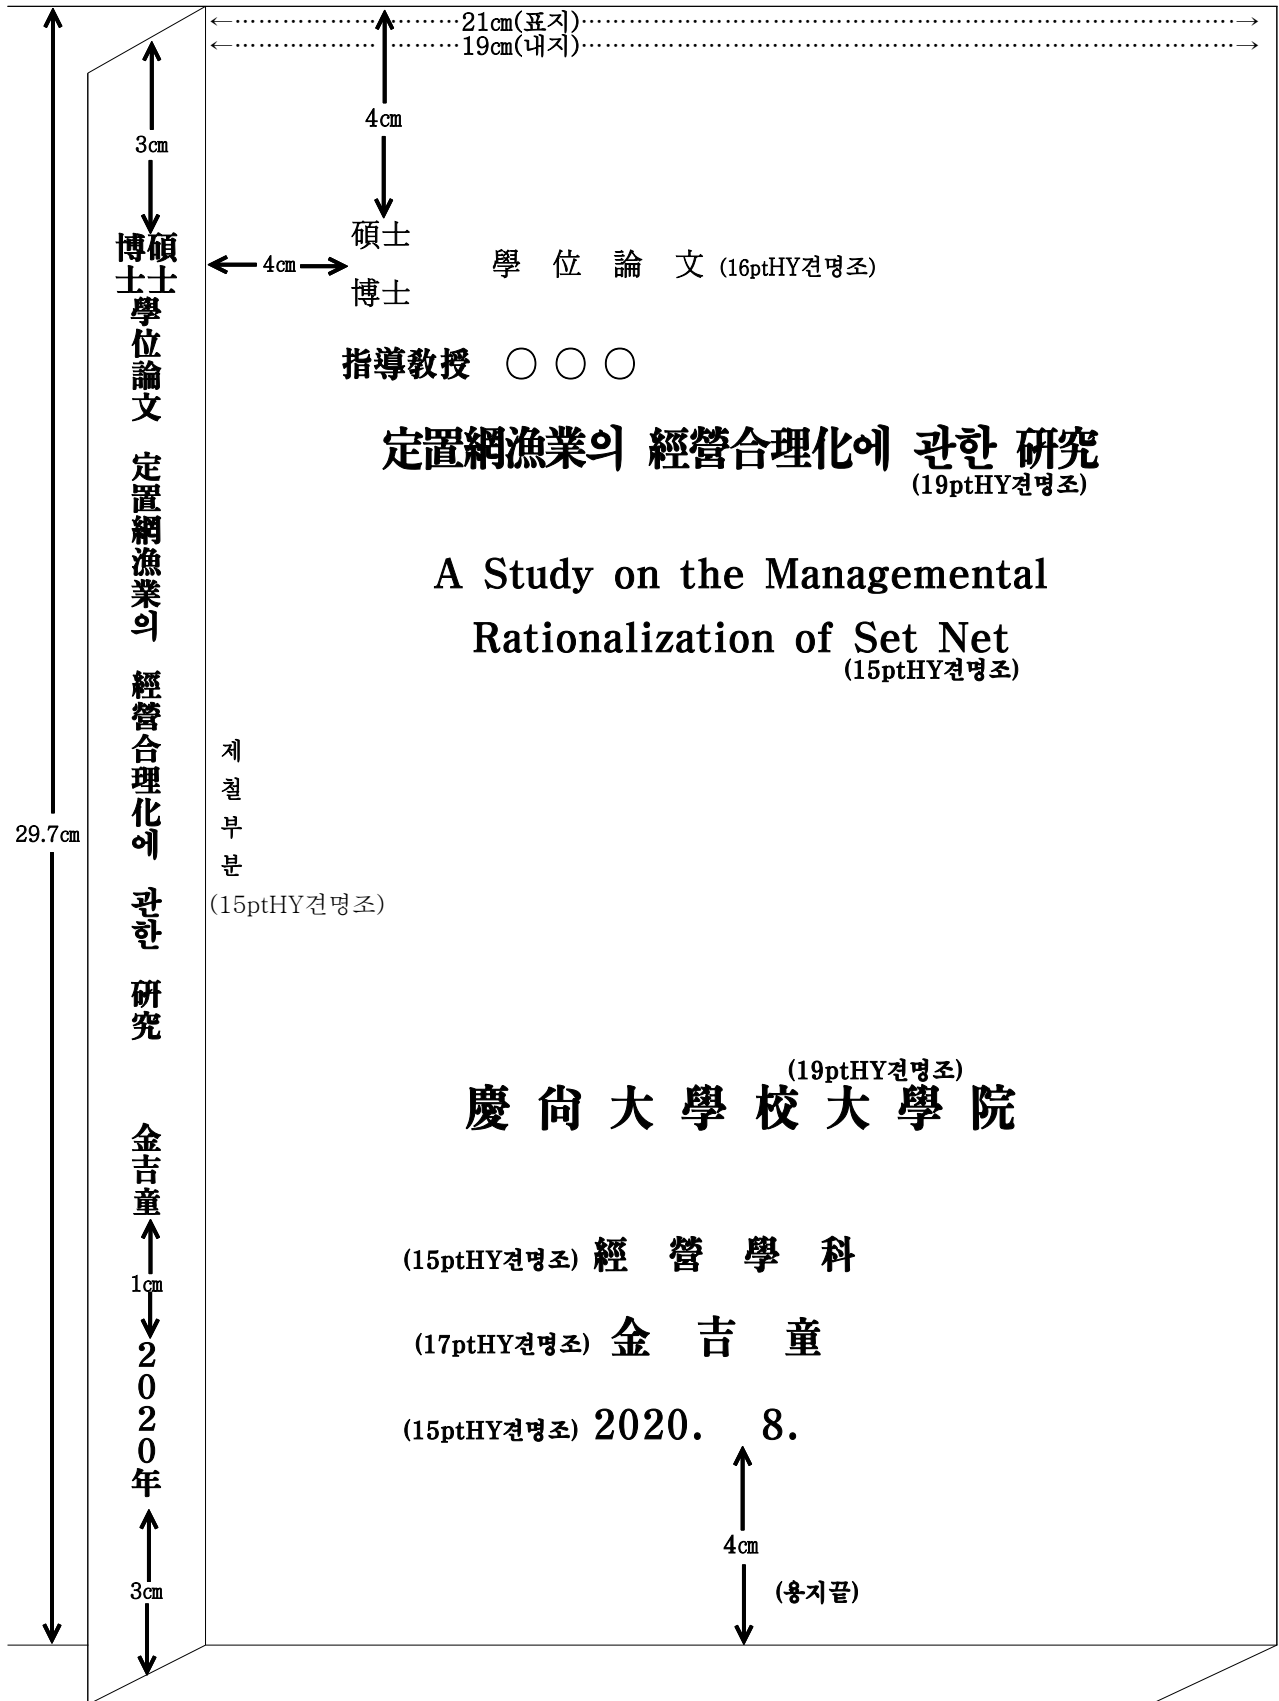 21㎝(표지)
19㎝(내지)
4㎝
3㎝
29.7㎝
博士 碩士 學位論文 定置網漁業의 經營合理化에 관한 硏究 金吉童
1㎝
2020年
3㎝
4㎝
碩士
博士
學 位 論 文 (16ptHY견명조)
指導敎授 ○ ○ ○
定置網漁業의 經營合理化에 관한 硏究
(19ptHY견명조)
A Study on the Managemental
Rationalization of Set Net
(15ptHY견명조)
제
철
부
분
(15ptHY견명조)
(19ptHY견명조)
慶 尙 大 學 校 大 學 院
(15ptHY견명조) 經 營 學 科
(17ptHY견명조) 金 吉 童
(15ptHY견명조) 2020. 8.
4㎝
(용지끝)